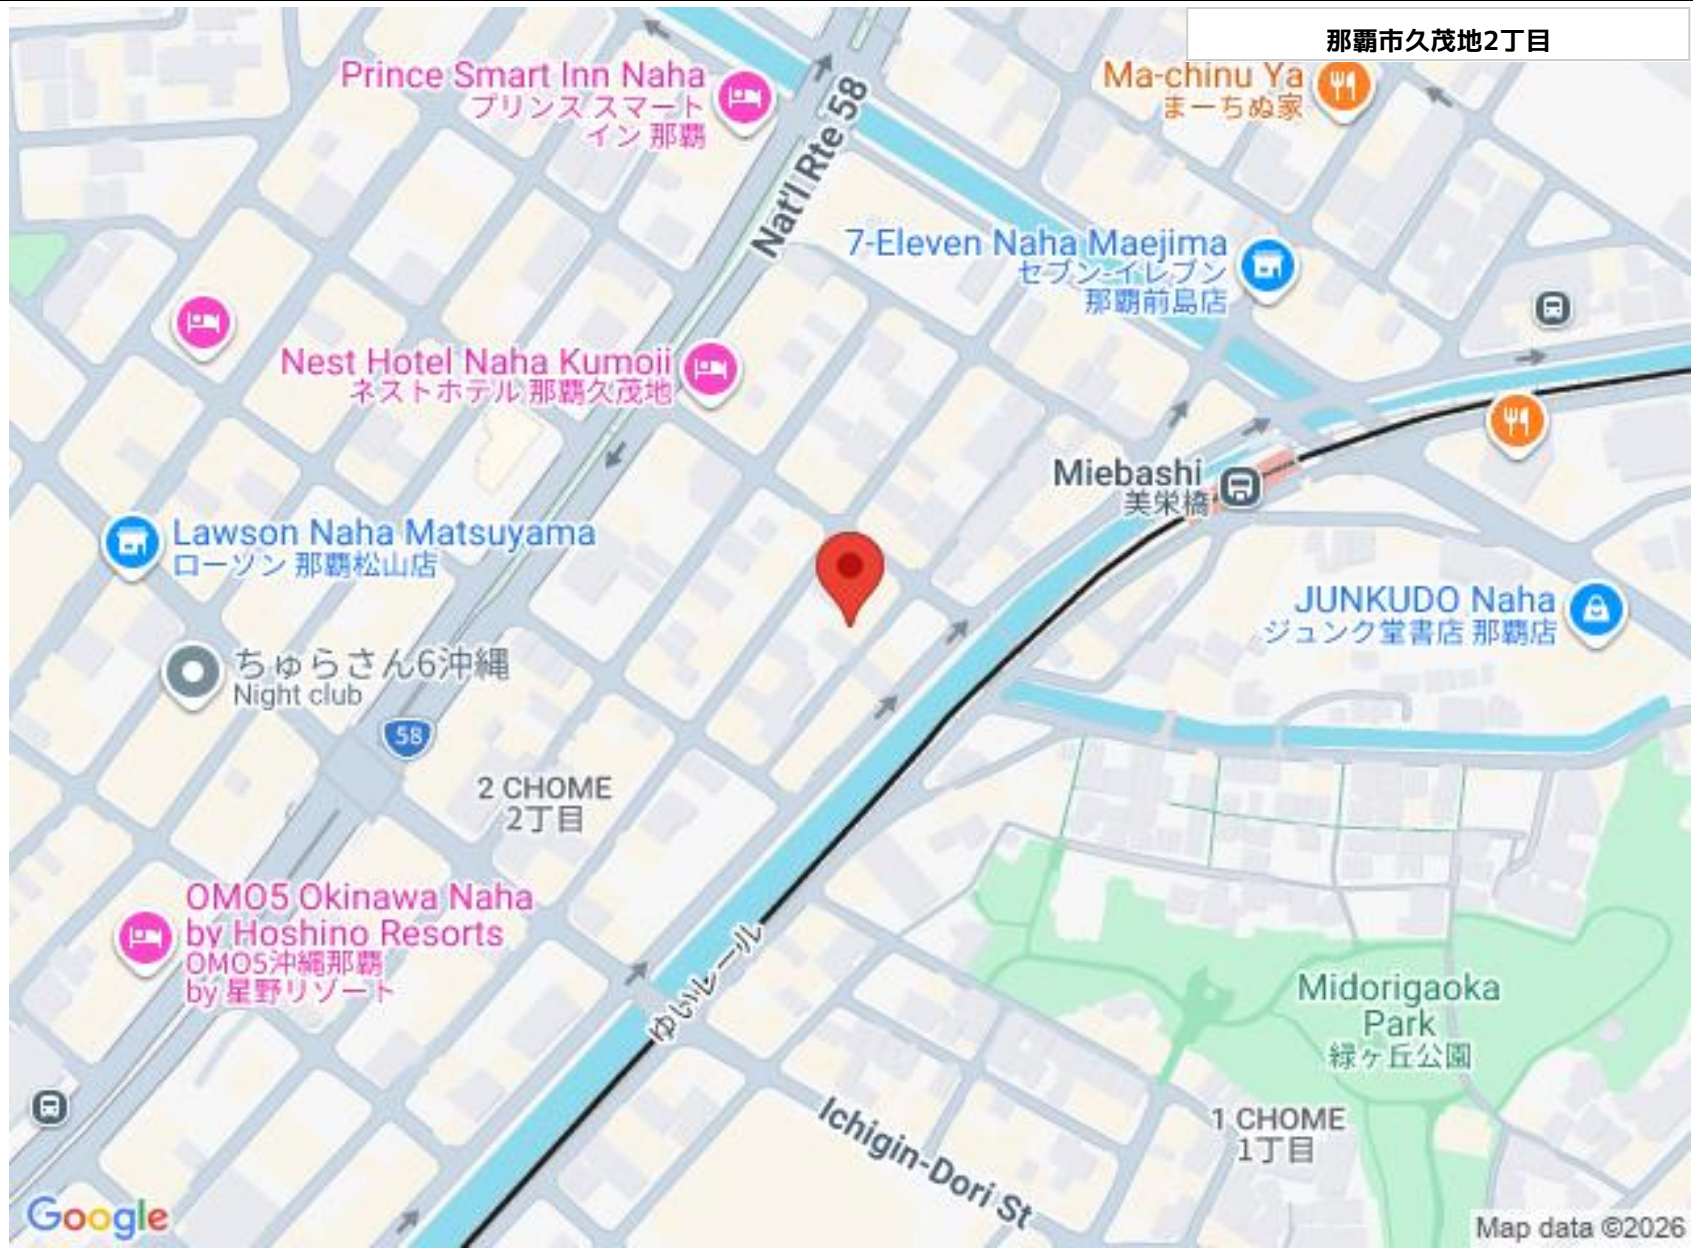 那覇市久茂地2丁目
Prince Smart Inn Naha
プリンス スマート
イン 那覇
Nat'l Rte 58
Ma-chinu Ya
まーちぬ家
7-Eleven Naha Maejima
セブン-イレブン
那覇前島店
Nest Hotel Naha Kumoji
ネストホテル 那覇久茂地
Miebashi
美栄橋
Lawson Naha Matsuyama
ローソン 那覇松山店
JUNKUDO Naha
ジュンク堂書店 那覇店
ちゅらさん6沖縄
Night club
58
2 CHOME
2丁目
OMO5 Okinawa Naha
by Hoshino Resorts
OMO5沖縄那覇
by 星野リゾート
ゆいレール
Midorigaoka
Park
緑ヶ丘公園
1 CHOME
1丁目
Ichigin-Dori St
Google
Map data ©2026